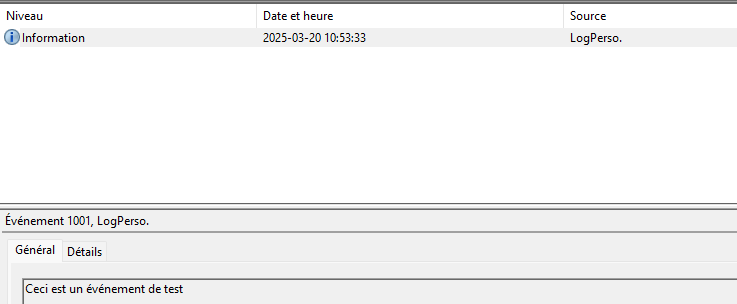 Niveau Date et heure Source
Information 2025-03-20 10:53:33 LogPerso.
Événement 1001, LogPerso.
Général Détails
Ceci est un événement de test